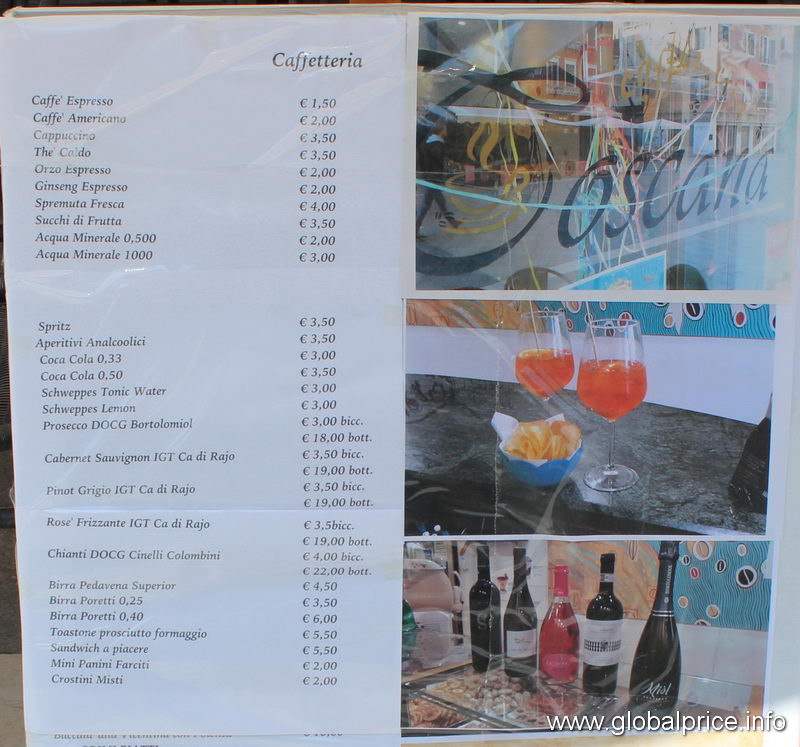 Caffetteria
Caffe' Espresso € 1,50
Caffe' Americano € 2,00
Cappuccino € 3,50
The' Caldo € 3,50
Orzo Espresso € 2,00
Ginseng Espresso € 2,00
Spremuta Fresca € 4,00
Succhi di Frutta € 3,50
Acqua Minerale 0,500 € 2,00
Acqua Minerale 1000 € 3,00
Spritz € 3,50
Aperitivi Analcoolici € 3,50
Coca Cola 0,33 € 3,00
Coca Cola 0,50 € 3,50
Schweppes Tonic Water € 3,00
Schweppes Lemon € 3,00
Prosecco DOCG Bortolomiol € 3,00 bicc.
€ 18,00 bott.
Cabernet Sauvignon IGT Ca di Rajo € 3,50 bicc.
€ 19,00 bott.
Pinot Grigio IGT Ca di Rajo € 3,50 bicc.
€ 19,00 bott.
Rose' Frizzante IGT Ca di Rajo € 3,5bicc.
€ 19,00 bott.
Chianti DOCG Cinelli Colombini € 4,00 bicc.
€ 22,00 bott.
Birra Pedavena Superior € 4,50
Birra Poretti 0,25 € 3,50
Birra Poretti 0,40 € 6,00
Toastone prosciutto formaggio € 5,50
Sandwich a piacere € 5,50
Mini Panini Farciti € 2,00
Crostini Misti € 2,00
Toscana
www.globalprice.info